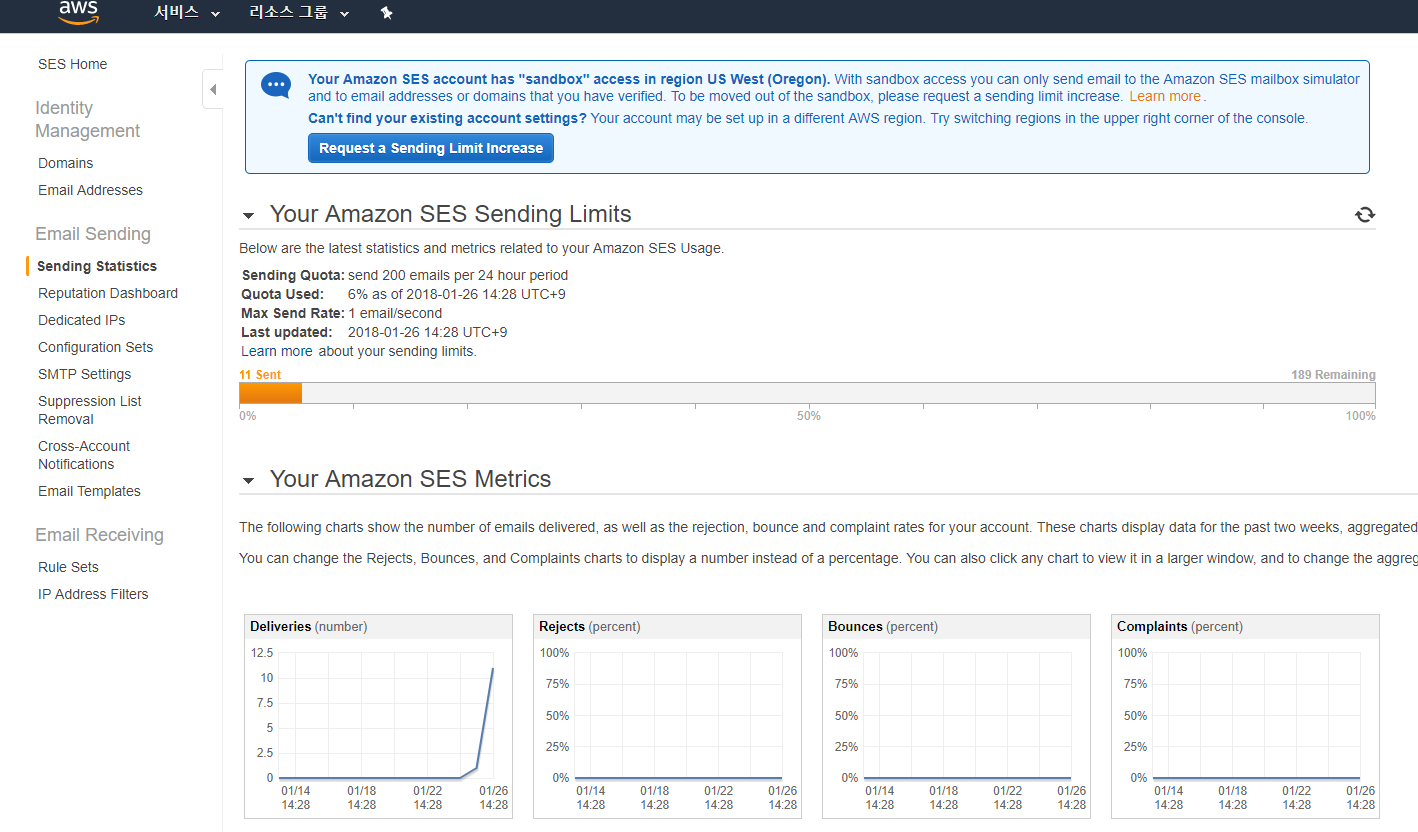 aws
서비스
리소스 그룹
SES Home
Identity
Management
Domains
Email Addresses
Email Sending
Sending Statistics
Reputation Dashboard
Dedicated IPs
Configuration Sets
SMTP Settings
Suppression List
Removal
Cross-Account
Notifications
Email Templates
Email Receiving
Rule Sets
IP Address Filters
Your Amazon SES account has "sandbox" access in region US West (Oregon). With sandbox access you can only send email to the Amazon SES mailbox simulator
and to email addresses or domains that you have verified. To be moved out of the sandbox, please request a sending limit increase. Learn more.
Can't find your existing account settings? Your account may be set up in a different AWS region. Try switching regions in the upper right corner of the console.
Request a Sending Limit Increase
Your Amazon SES Sending Limits
Below are the latest statistics and metrics related to your Amazon SES Usage.
Sending Quota: send 200 emails per 24 hour period
Quota Used: 6% as of 2018-01-26 14:28 UTC+9
Max Send Rate: 1 email/second
Last updated: 2018-01-26 14:28 UTC+9
Learn more about your sending limits.
11 Sent 189 Remaining
0% 50% 100%
Your Amazon SES Metrics
The following charts show the number of emails delivered, as well as the rejection, bounce and complaint rates for your account. These charts display data for the past two weeks, aggregated
You can change the Rejects, Bounces, and Complaints charts to display a number instead of a percentage. You can also click any chart to view it in a larger window, and to change the aggreg
Deliveries (number)
12.5
10
7.5
5
2.5
0
01/14 01/18 01/22 01/26
14:28 14:28 14:28 14:28
Rejects (percent)
100%
75%
50%
25%
0%
01/14 01/18 01/22 01/26
14:28 14:28 14:28 14:28
Bounces (percent)
100%
75%
50%
25%
0%
01/14 01/18 01/22 01/26
14:28 14:28 14:28 14:28
Complaints (percent)
100%
75%
50%
25%
0%
01/14 01/18 01/22 01/26
14:28 14:28 14:28 14:28